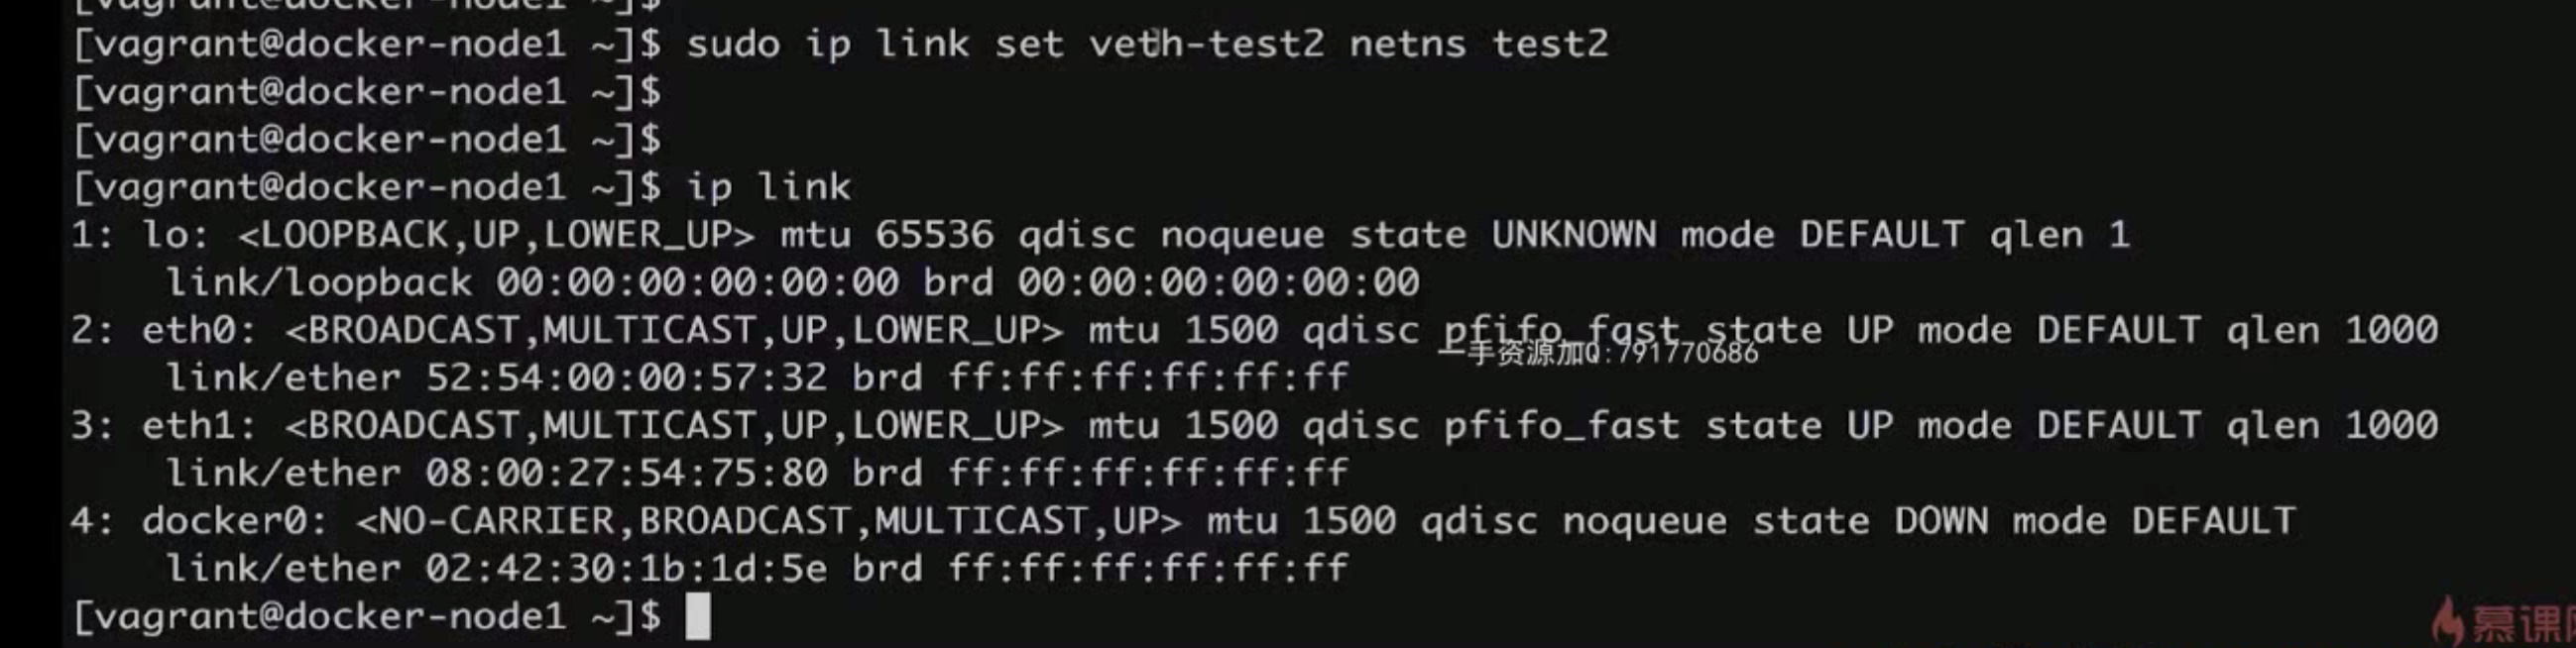 [vagrant@docker-node1 ~]$
[vagrant@docker-node1 ~]$ sudo ip link set veth-test2 netns test2
[vagrant@docker-node1 ~]$
[vagrant@docker-node1 ~]$
[vagrant@docker-node1 ~]$ ip link
1: lo: <LOOPBACK,UP,LOWER_UP> mtu 65536 qdisc noqueue state UNKNOWN mode DEFAULT qlen 1
link/loopback 00:00:00:00:00:00 brd 00:00:00:00:00:00
2: eth0: <BROADCAST,MULTICAST,UP,LOWER_UP> mtu 1500 qdisc pfifo_fast state UP mode DEFAULT qlen 1000
一手资源加Q:791770686
link/ether 52:54:00:00:57:32 brd ff:ff:ff:ff:ff:ff
3: eth1: <BROADCAST,MULTICAST,UP,LOWER_UP> mtu 1500 qdisc pfifo_fast state UP mode DEFAULT qlen 1000
link/ether 08:00:27:54:75:80 brd ff:ff:ff:ff:ff:ff
4: docker0: <NO-CARRIER,BROADCAST,MULTICAST,UP> mtu 1500 qdisc noqueue state DOWN mode DEFAULT
link/ether 02:42:30:1b:1d:5e brd ff:ff:ff:ff:ff:ff
[vagrant@docker-node1 ~]$
慕课网